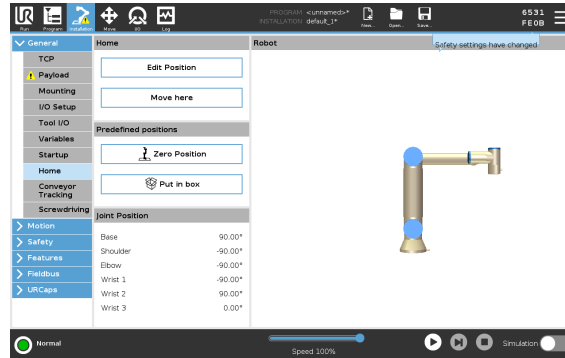 PROGRAM <unnamed>*
INSTALLATION default_1*
6531
FE0B
Run Program Installation Move I/O Log New... Open... Save...
Safety settings have changed
General
TCP
Payload
Mounting
I/O Setup
Tool I/O
Variables
Startup
Home
Conveyor
Tracking
Screwdriving
Motion
Safety
Features
Fieldbus
URCaps
Home
Edit Position
Move here
Predefined positions
Zero Position
Put in box
Joint Position
Base 90.00°
Shoulder -90.00°
Elbow -90.00°
Wrist 1 -90.00°
Wrist 2 90.00°
Wrist 3 0.00°
Robot
Normal
Speed 100%
Simulation